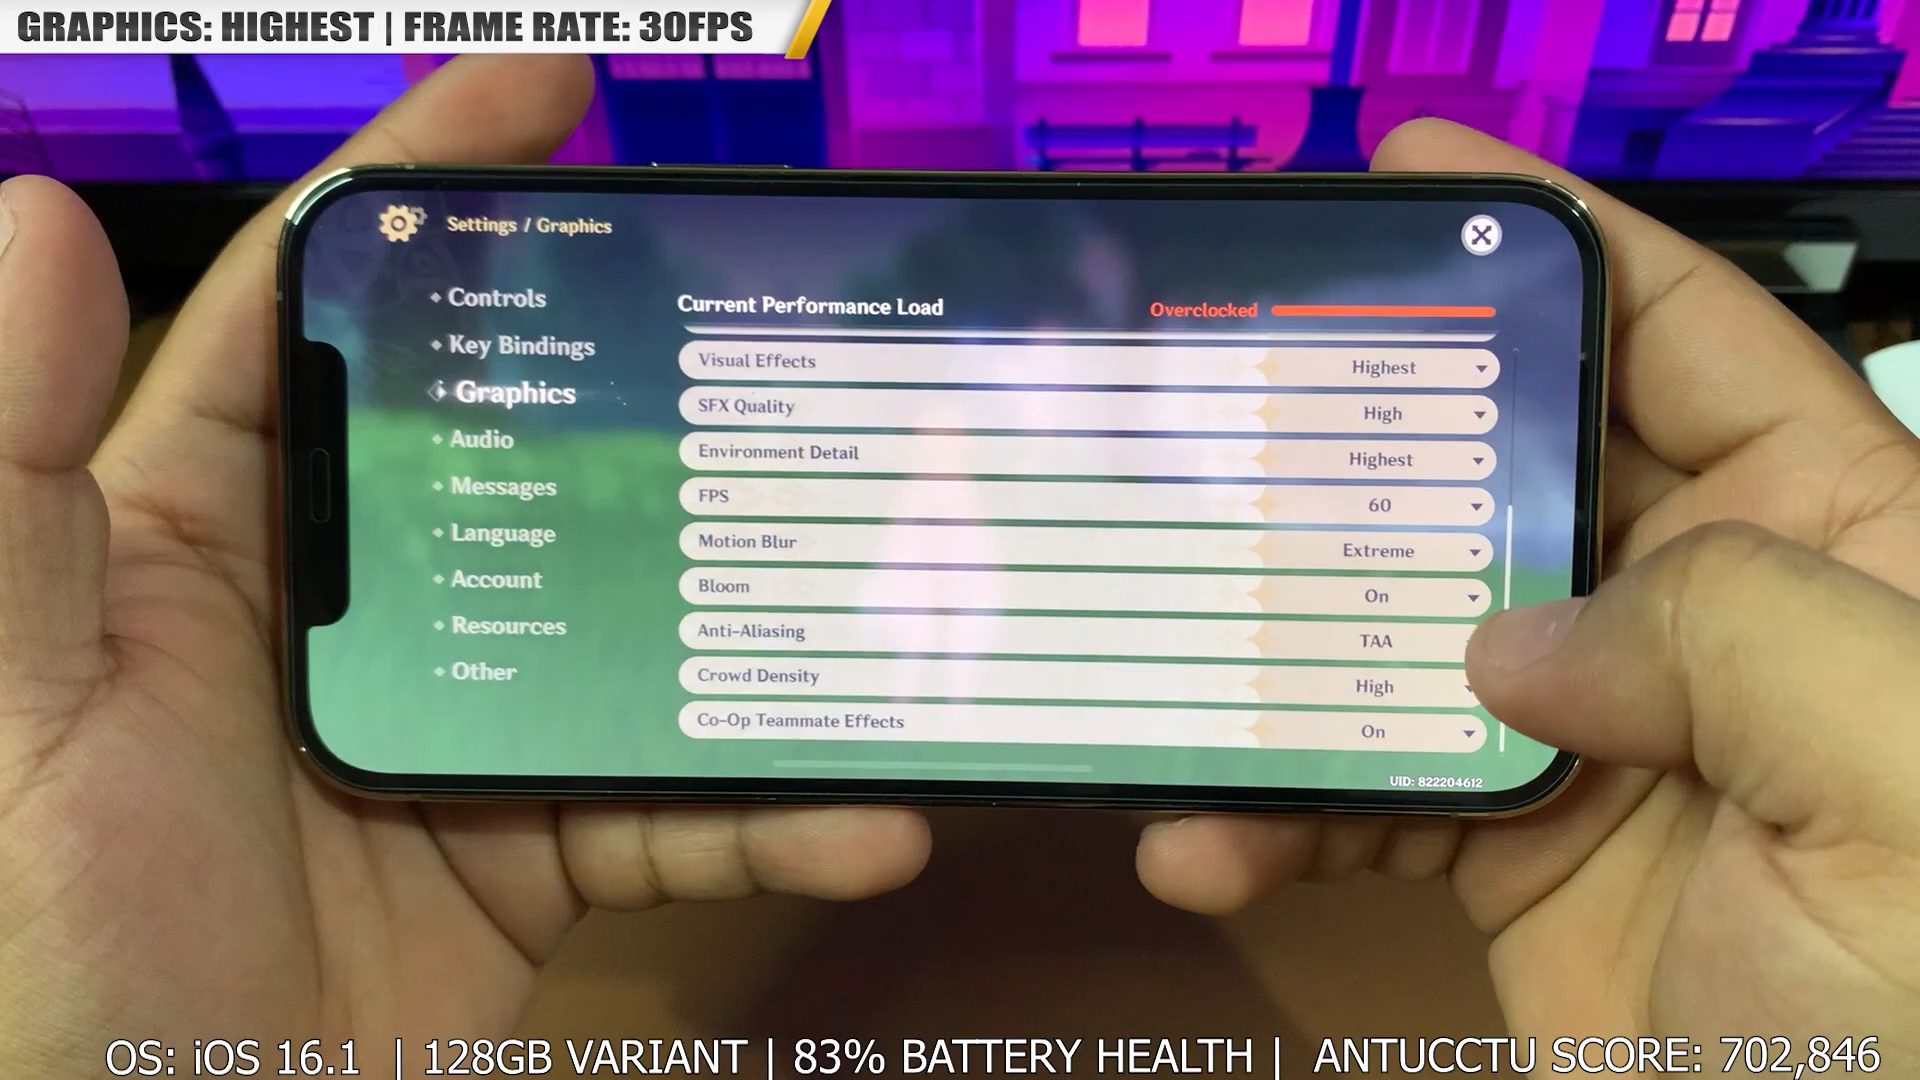 GRAPHICS: HIGHEST | FRAME RATE: 30FPS
Settings / Graphics
Controls
Key Bindings
Graphics
Audio
Messages
Language
Account
Resources
Other
Current Performance Load Overclocked
Visual Effects Highest
SFX Quality High
Environment Detail Highest
FPS 60
Motion Blur Extreme
Bloom On
Anti-Aliasing TAA
Crowd Density High
Co-Op Teammate Effects On
UID: 822204612
OS: iOS 16.1 | 128GB VARIANT | 83% BATTERY HEALTH | ANTUCCTU SCORE: 702,846